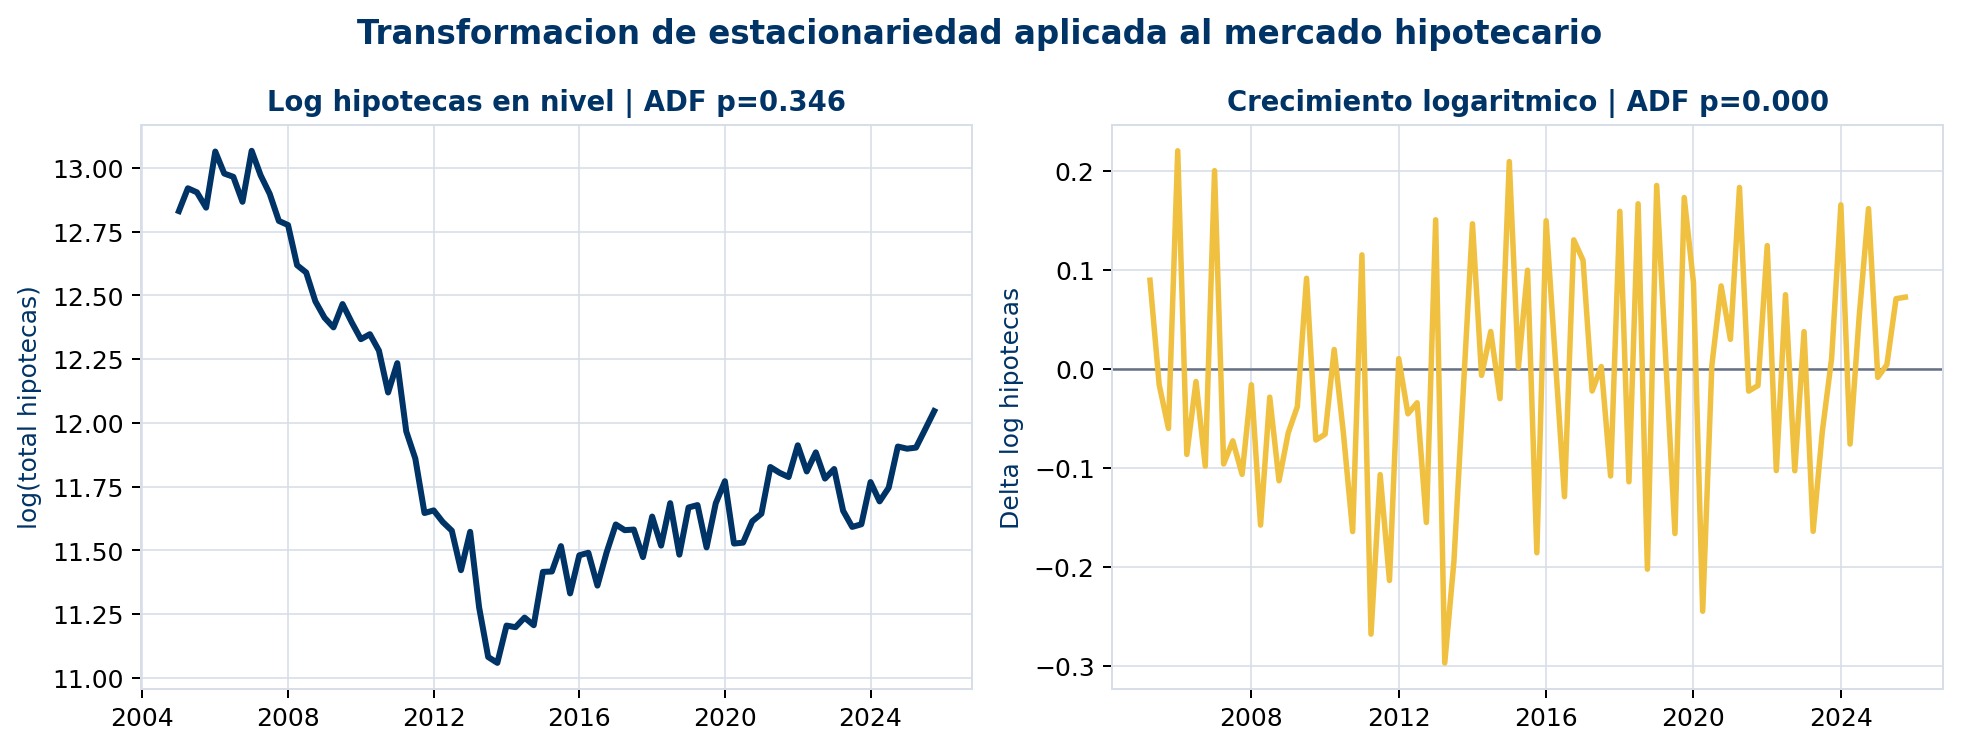 Transformacion de estacionariedad aplicada al mercado hipotecario
Log hipotecas en nivel | ADF p=0.346
log(total hipotecas)
13.00
12.75
12.50
12.25
12.00
11.75
11.50
11.25
11.00
2004 2008 2012 2016 2020 2024
Crecimiento logaritmico | ADF p=0.000
Delta log hipotecas
0.2
0.1
0.0
−0.1
−0.2
−0.3
2008 2012 2016 2020 2024